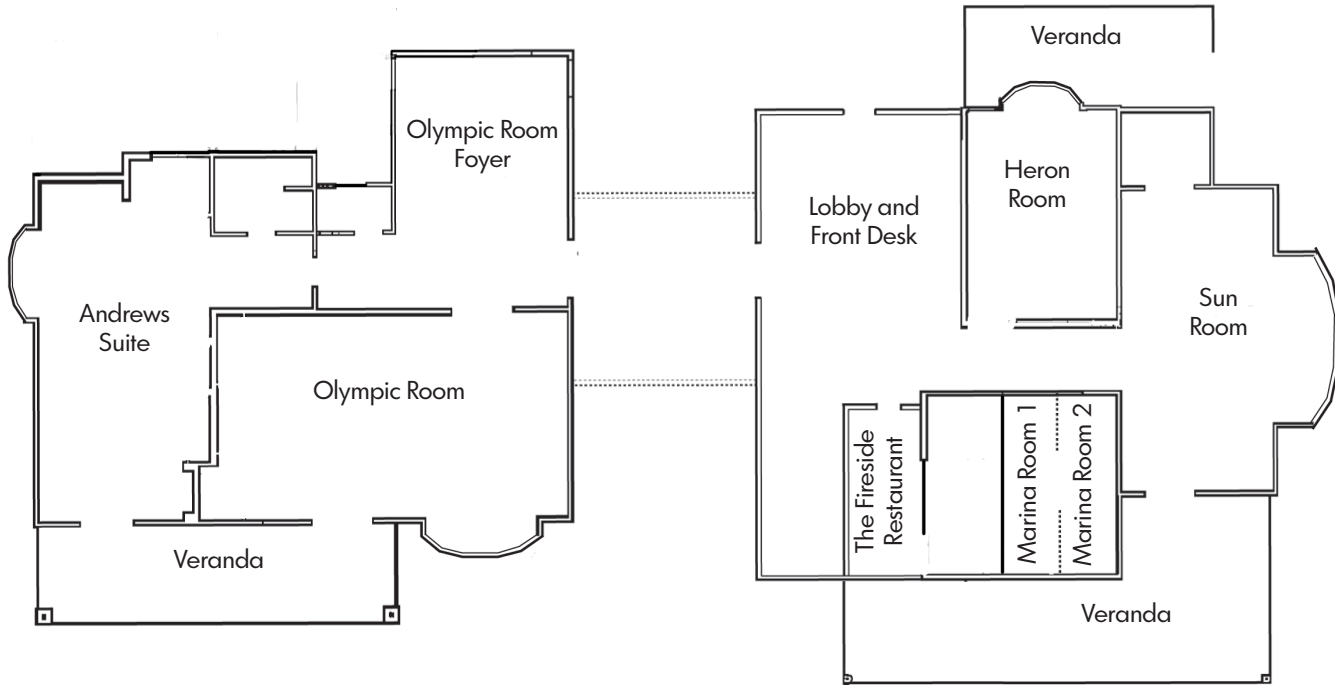 Veranda
Olympic Room
Foyer
Heron
Room
Lobby and
Front Desk
Andrews
Suite
Sun
Room
Olympic Room
The Fireside
Restaurant
Marina Room 1
Marina Room 2
Veranda
Veranda